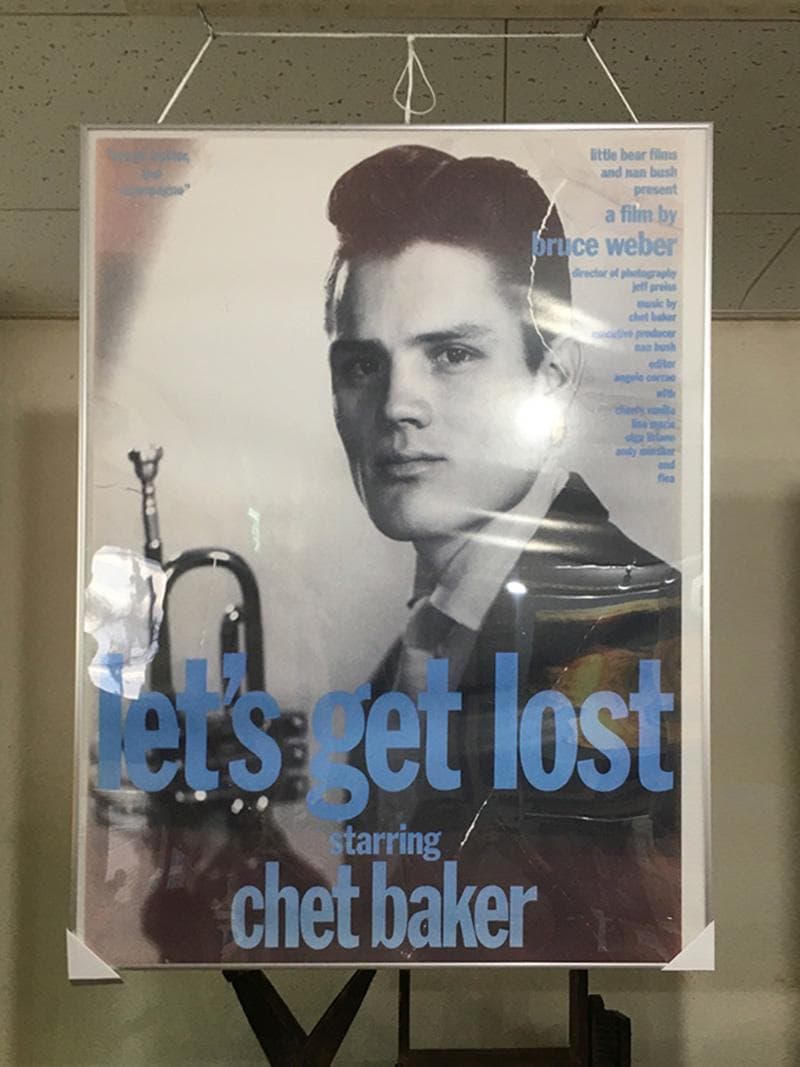 little bear films
and nan bush
present
a film by
bruce weber
director of photography
jeff preiss
music by
chet baker
executive producer
nan bush
editor
angelo corrao
with
cherry vanilla
lisa marie
andy minsker
and
flea
let's get lost
starring
chet baker